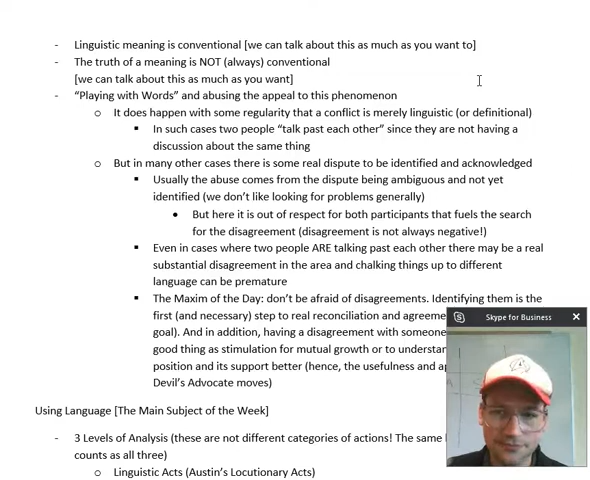 - Linguistic meaning is conventional [we can talk about this as much as you want to]
- The truth of a meaning is NOT (always) conventional
[we can talk about this as much as you want]
- “Playing with Words” and abusing the appeal to this phenomenon
o It does happen with some regularity that a conflict is merely linguistic (or definitional)
▪ In such cases two people “talk past each other” since they are not having a
discussion about the same thing
o But in many other cases there is some real dispute to be identified and acknowledged
▪ Usually the abuse comes from the dispute being ambiguous and not yet
identified (we don’t like looking for problems generally)
• But here it is out of respect for both participants that fuels the search
for the disagreement (disagreement is not always negative!)
▪ Even in cases where two people ARE talking past each other there may be a real
substantial disagreement in the area and chalking things up to different
language can be premature
▪ The Maxim of the Day: don’t be afraid of disagreements. Identifying them is the
first (and necessary) step to real reconciliation and agreeme
Skype for Business
goal). And in addition, having a disagreement with someone
good thing as stimulation for mutual growth or to understan
position and its support better (hence, the usefulness and a
Devil’s Advocate moves)
Using Language [The Main Subject of the Week]
- 3 Levels of Analysis (these are not different categories of actions! The same
counts as all three)
o Linguistic Acts (Austin’s Locutionary Acts)